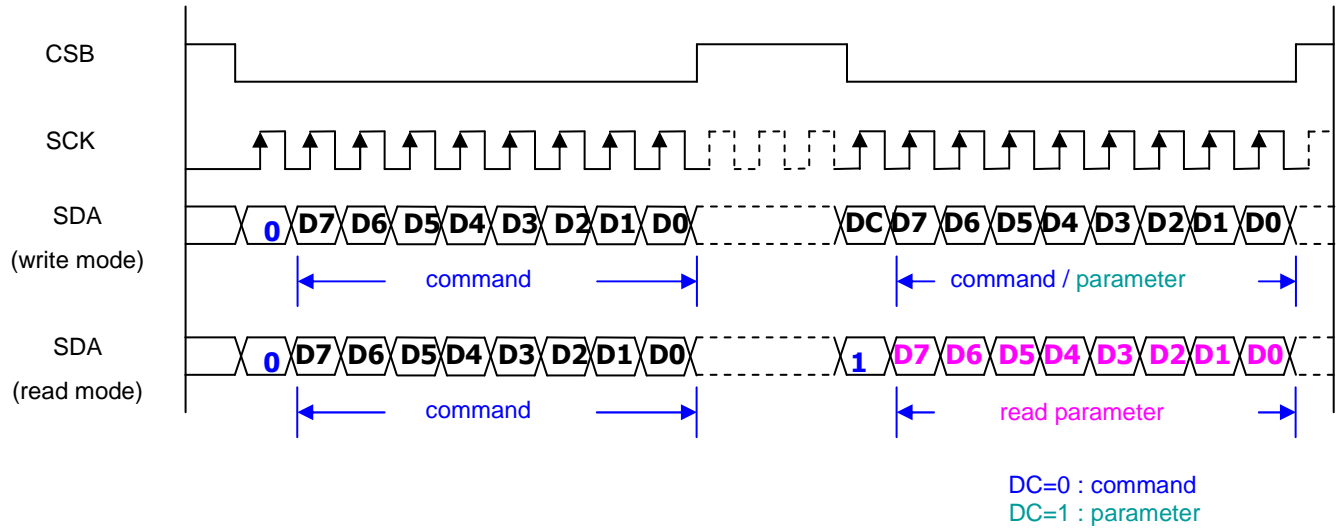 CSB
SCK
SDA
(write mode)
0 D7 D6 D5 D4 D3 D2 D1 D0 DC D7 D6 D5 D4 D3 D2 D1 D0
command command / parameter
SDA
(read mode)
0 D7 D6 D5 D4 D3 D2 D1 D0 1 D7 D6 D5 D4 D3 D2 D1 D0
command read parameter
DC=0 : command
DC=1 : parameter